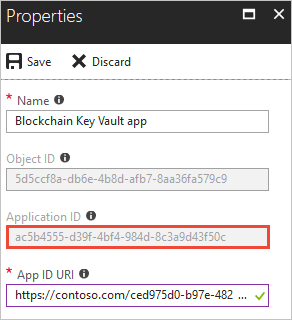 Properties
Save Discard
* Name
Blockchain Key Vault app
Object ID
5d5ccf8a-db6e-4b8d-afb7-8aa36fa579c9
Application ID
ac5b4555-d39f-4bf4-984d-8c3a9d43f50c
* App ID URI
https://contoso.com/ced975d0-b97e-482 ...